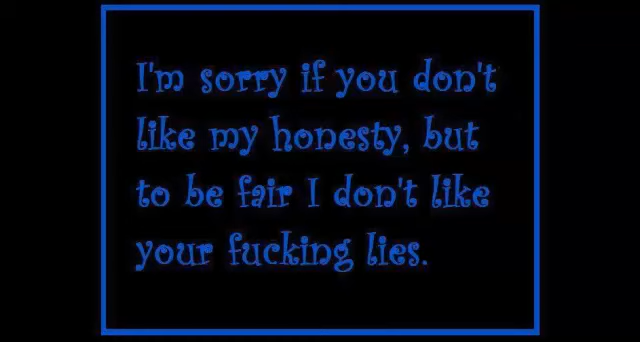 I'm sorry if you don't
like my honesty, but
to be fair I don't like
your fucking lies.